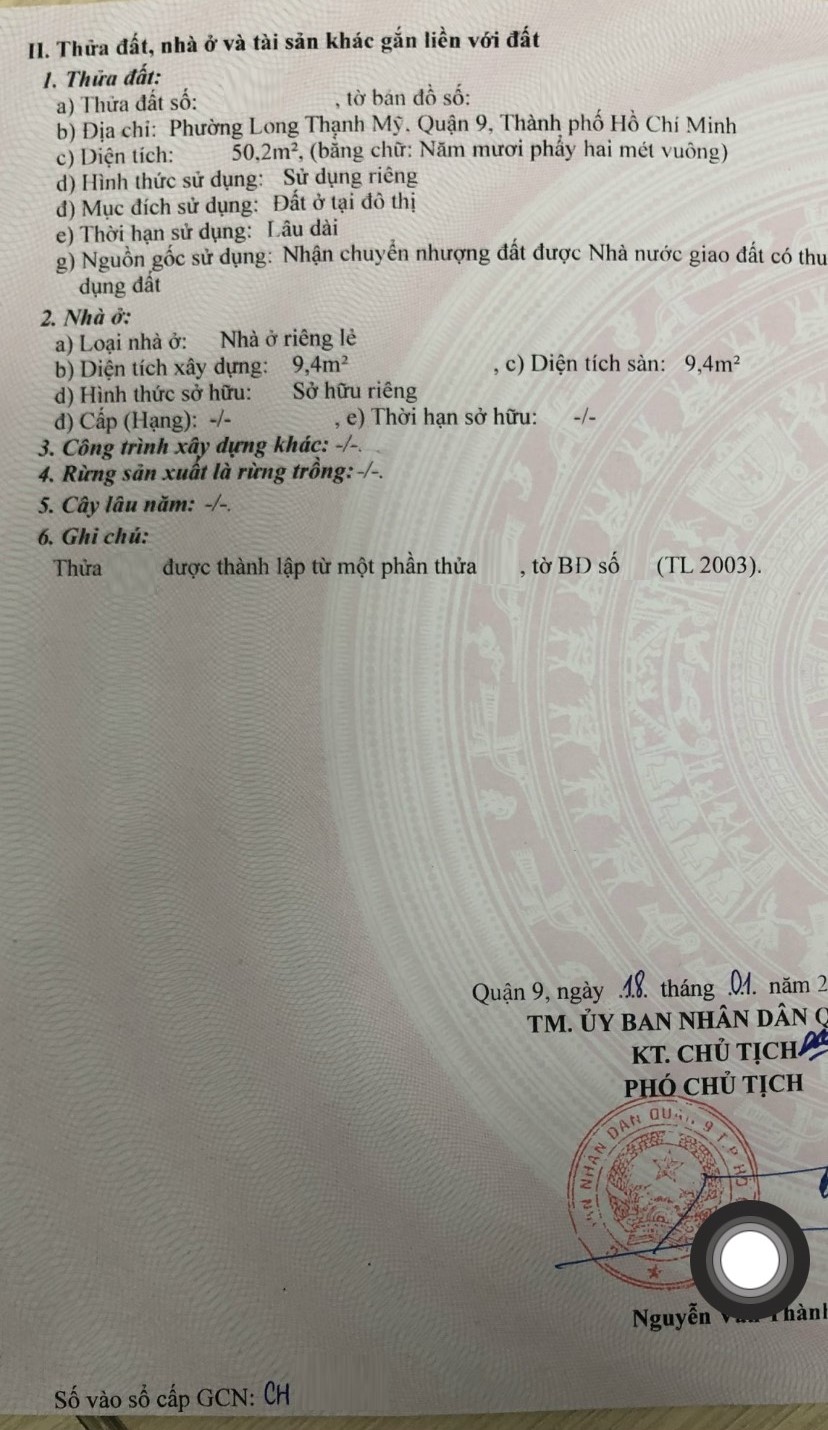 II. Thửa đất, nhà ở và tài sản khác gắn liền với đất
1. Thửa đất:
a) Thửa đất số: , tờ bản đồ số:
b) Địa chỉ: Phường Long Thạnh Mỹ, Quận 9, Thành phố Hồ Chí Minh
c) Diện tích: 50,2m², (bằng chữ: Năm mươi phẩy hai mét vuông)
d) Hình thức sử dụng: Sử dụng riêng
đ) Mục đích sử dụng: Đất ở tại đô thị
e) Thời hạn sử dụng: Lâu dài
g) Nguồn gốc sử dụng: Nhận chuyển nhượng đất được Nhà nước giao đất có thu
dụng đất
2. Nhà ở:
a) Loại nhà ở: Nhà ở riêng lẻ
b) Diện tích xây dựng: 9,4m² , c) Diện tích sàn: 9,4m²
d) Hình thức sở hữu: Sở hữu riêng
đ) Cấp (Hạng): -/- , e) Thời hạn sở hữu: -/-
3. Công trình xây dựng khác: -/-.
4. Rừng sản xuất là rừng trồng: -/-.
5. Cây lâu năm: -/-.
6. Ghi chú:
Thửa được thành lập từ một phần thửa , tờ BĐ số (TL 2003).
Quận 9, ngày 18. tháng 01. năm 2
TM. ỦY BAN NHÂN DÂN Q
KT. CHỦ TỊCH
PHÓ CHỦ TỊCH
NHÂN DÂN QUẬN 9 T.P HỒ
Nguyễn Thành
Số vào sổ cấp GCN: CH